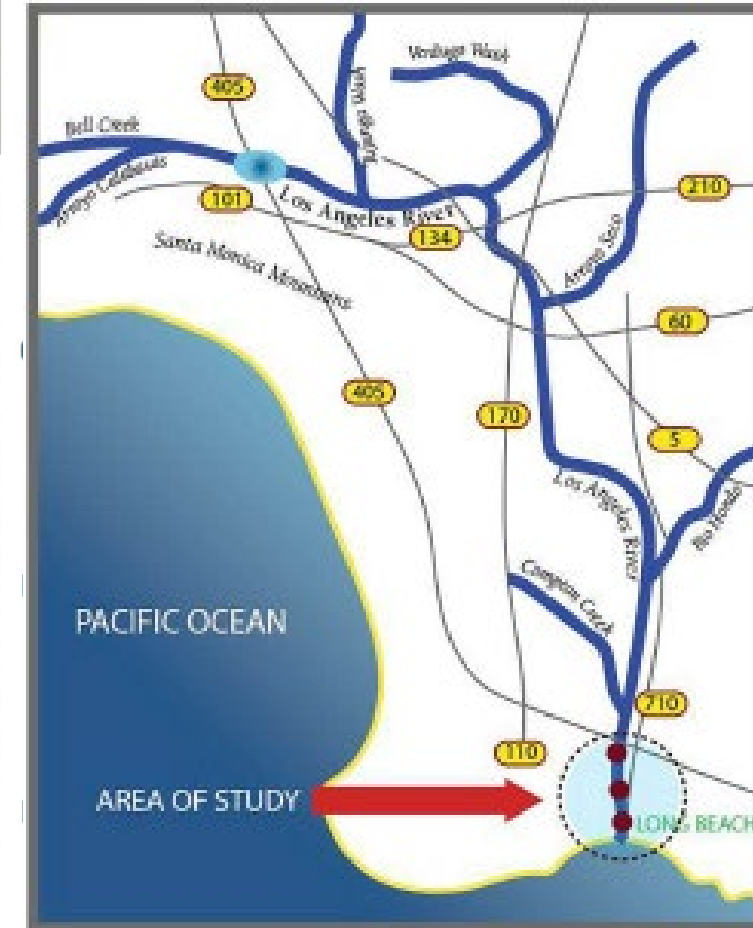 Verdugo Wash
405
Tujunga Wash
Bell Creek
Arroyo Calabasas
101
Los Angeles River
210
134
Santa Monica Mountains
Arroyo Seco
60
405
170
5
Los Angeles River
Rio Hondo
Compton Creek
PACIFIC OCEAN
710
110
AREA OF STUDY
LONG BEACH